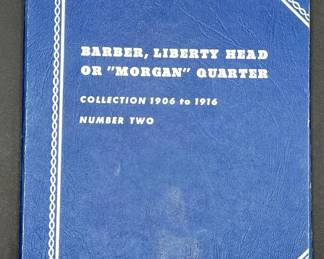 BARBER, LIBERTY HEAD
OR "MORGAN" QUARTER
COLLECTION 1906 to 1916
NUMBER TWO